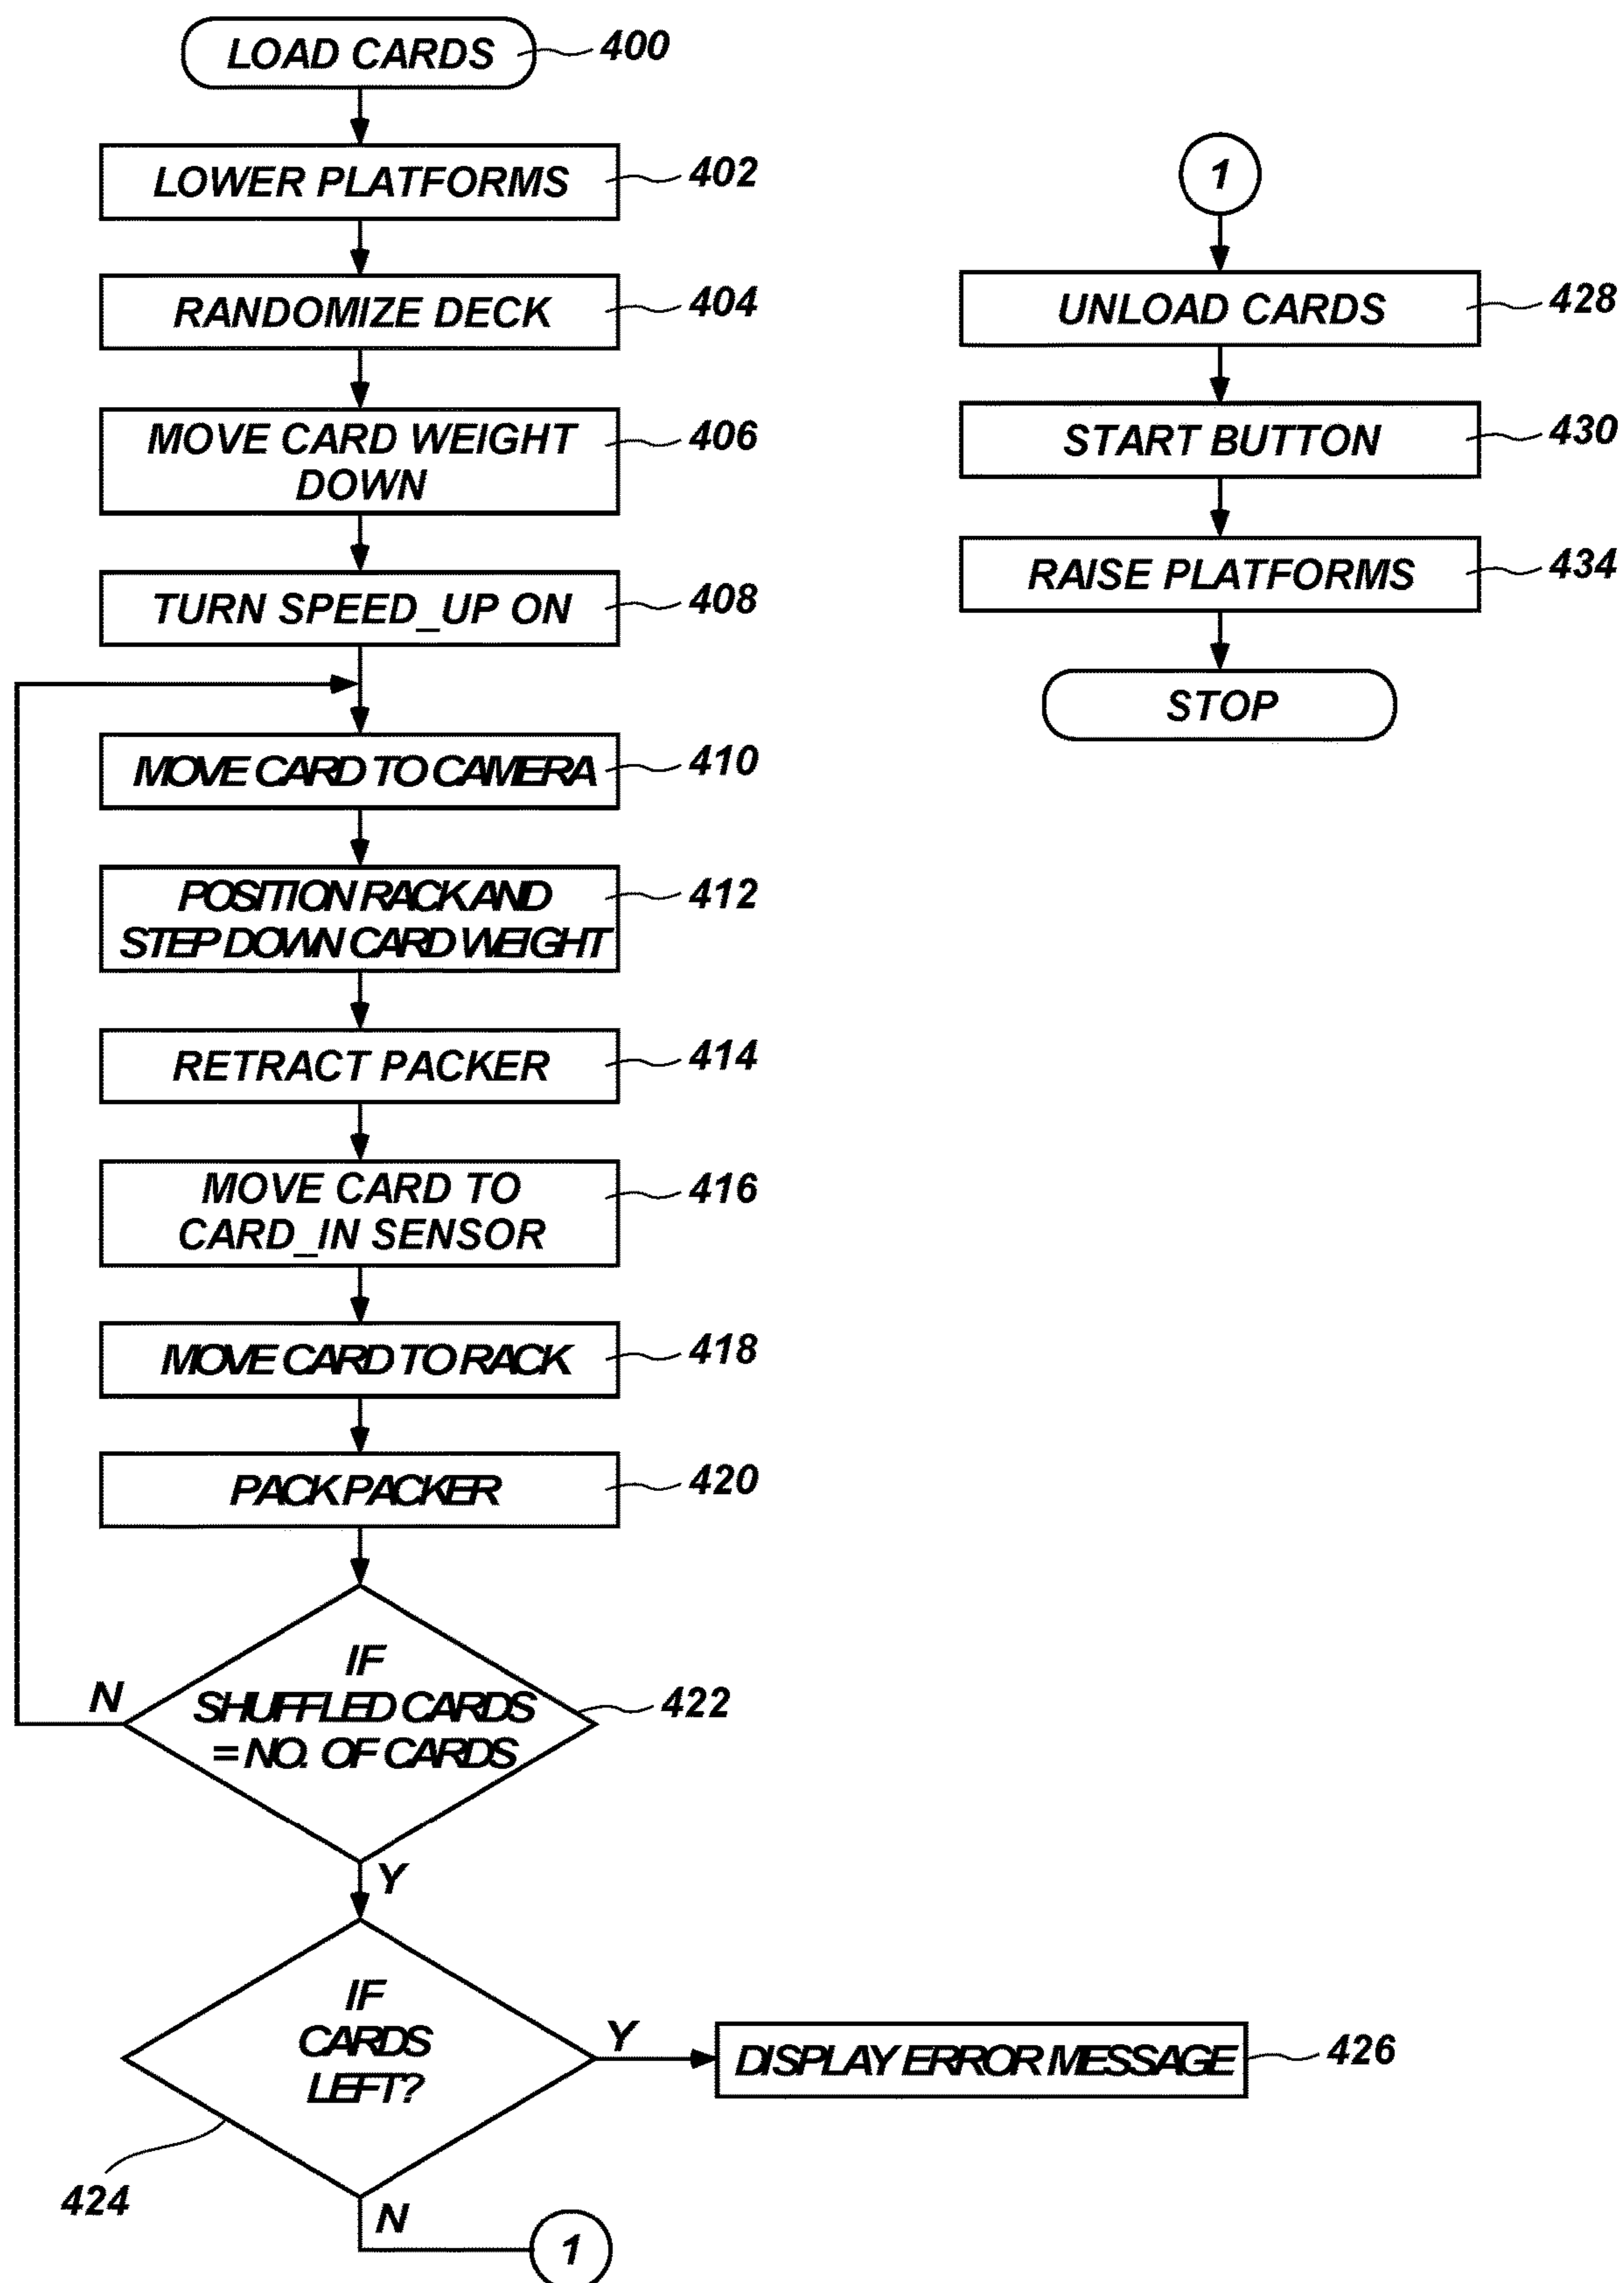 LOAD CARDS
400
LOWER PLATFORMS
402
RANDOMIZE DECK
404
MOVE CARD WEIGHT
DOWN
406
TURN SPEED_UP ON
408
MOVE CARD TO CAMERA
410
POSITION RACK AND
STEP DOWN CARD WEIGHT
412
RETRACT PACKER
414
MOVE CARD TO
CARD_IN SENSOR
416
MOVE CARD TO RACK
418
PACK PACKER
420
IF
SHUFFLED CARDS
= NO. OF CARDS
422
N
Y
IF
CARDS
LEFT?
424
Y
DISPLAY ERROR MESSAGE
426
N
1
1
UNLOAD CARDS
428
START BUTTON
430
RAISE PLATFORMS
434
STOP